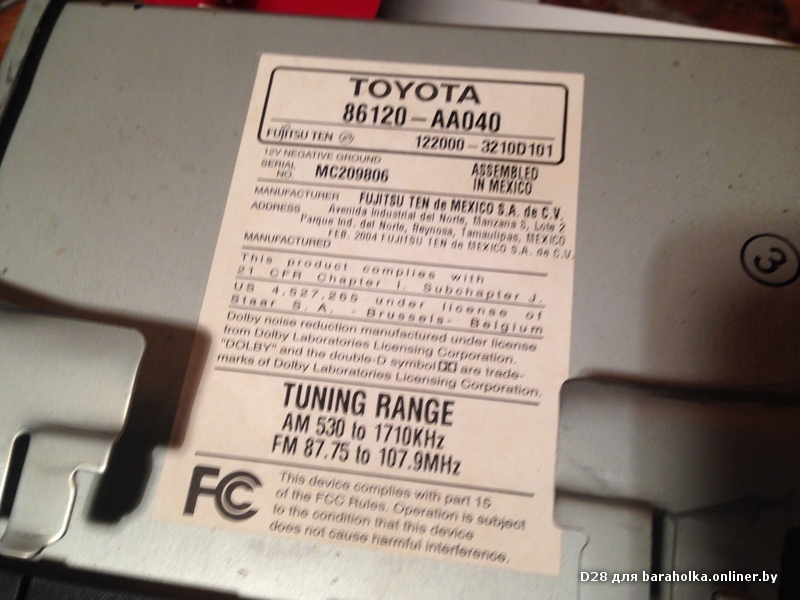 TOYOTA
86120-AA040
FUJITSU TEN
122000-3210D101
12V NEGATIVE GROUND
SERIAL NO. MC209806
ASSEMBLED IN MEXICO
MANUFACTURER FUJITSU TEN de MEXICO S.A. de C.V.
ADDRESS Avenida Industrial del Norte, Manzana 8, Lote 2
Parque Ind. del Norte, Reynosa, Tamaulipas, MEXICO
MANUFACTURED FEB. 2004 FUJITSU TEN de MEXICO S.A. de C.V.
This product complies with
21 CFR Chapter I. Subchapter J.
US 4,527,265 under license of
Staar S.A. - Brussels- Belgium
Dolby noise reduction manufactured under license
from Dolby Laboratories Licensing Corporation.
"DOLBY" and the double-D symbol are trade-
marks of Dolby Laboratories Licensing Corporation.
TUNING RANGE
AM 530 to 1710KHz
FM 87.75 to 107.9MHz
FC
This device complies with part 15
of the FCC Rules. Operation is subject
to the condition that this device
does not cause harmful interference.
3
D28 для baraholka.onliner.by